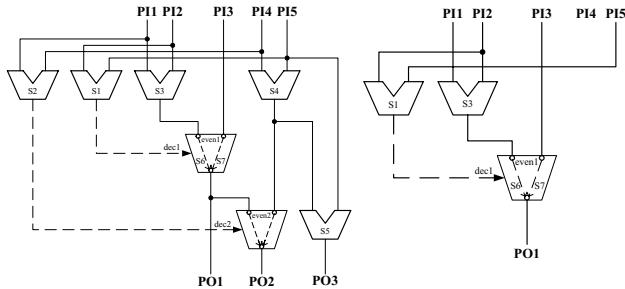 PI1 PI2 PI3 PI4 PI5 PI1 PI2 PI3 PI4 PI5
S2 S1 S3 S4 S1 S3
even1 even1
dec1 S6 S7 dec1 S6 S7
even2
dec2 S5
PO1 PO2 PO3 PO1